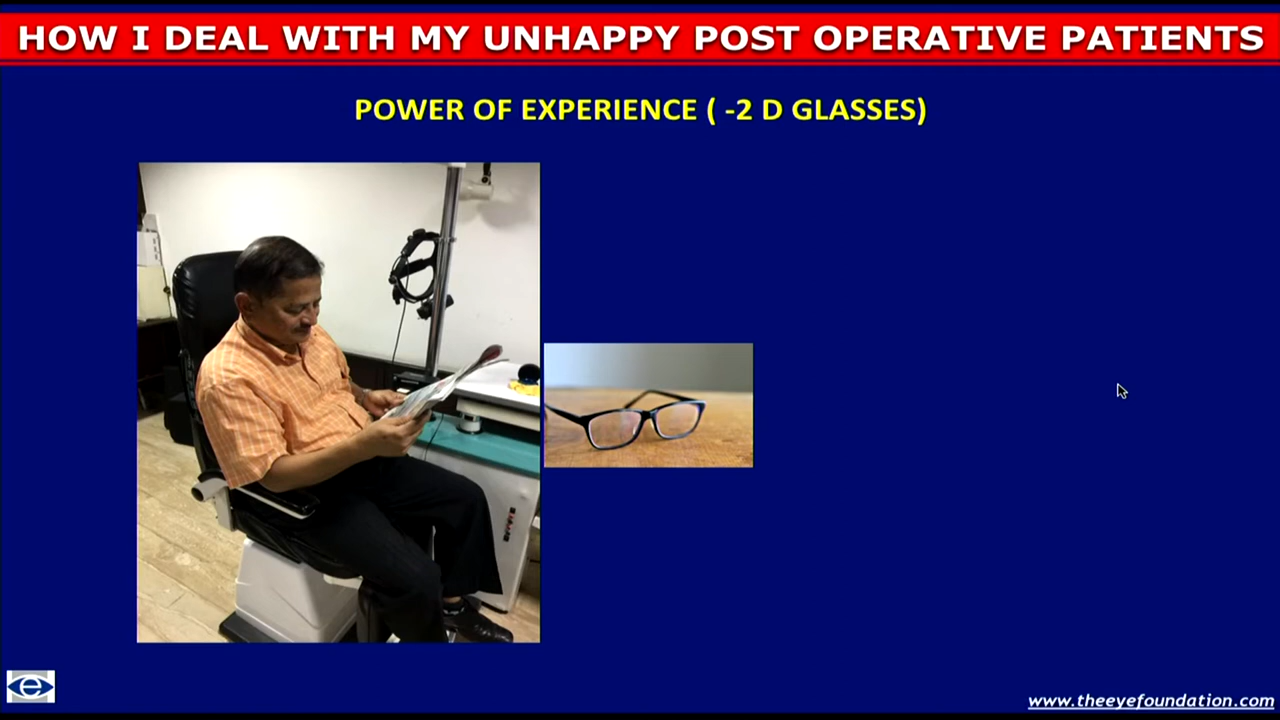 HOW I DEAL WITH MY UNHAPPY POST OPERATIVE PATIENTS
POWER OF EXPERIENCE ( -2 D GLASSES)
e
www.theeyefoundation.com